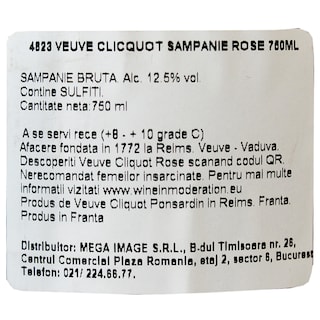 4823 VEUVE CLICQUOT SAMPANIE ROSE 750ML
SAMPANIE BRUTA. Alc. 12.5% vol.
Contine SULFITI.
Cantitate neta:750 ml
A se servi rece (+8 - + 10 grade C)
Afacere fondata in 1772 la Reims. Veuve - Vaduva.
Descoperiti Veuve Cliquot Rose scanand codul QR.
Nerecomandat femeilor insarcinate. Pentru mai multe
informatii vizitati www.wineinmoderation.eu
Produs de Veuve Cliquot Ponsardin in Reims. Franta.
Produs in Franta
Distribuitor: MEGA IMAGE S.R.L., B-dul Timisoara nr. 26,
Centrul Comercial Plaza Romania, etaj 2, sector 6, Bucurest
Telefon: 021/ 224.66.77.